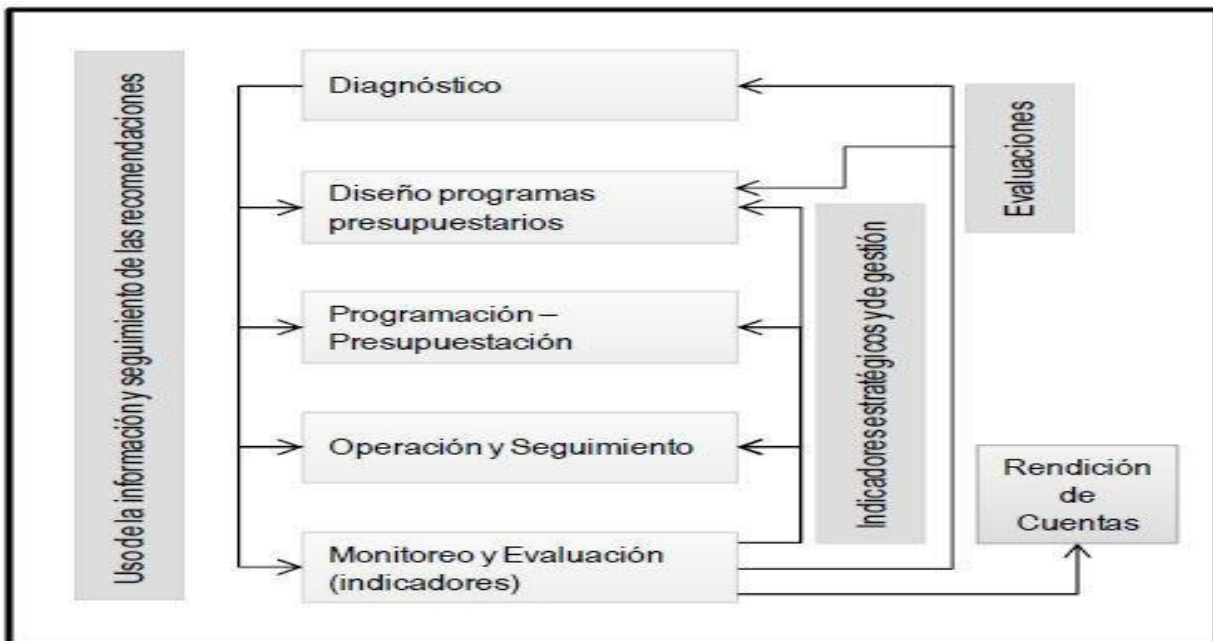 Uso de la información y seguimiento de las recomendaciones
Diagnóstico
Diseño programas
presupuestarios
Programación –
Presupuestación
Operación y Seguimiento
Monitoreo y Evaluación
(indicadores)
Indicadores estratégicos y de gestión
Evaluaciones
Rendición
de
Cuentas